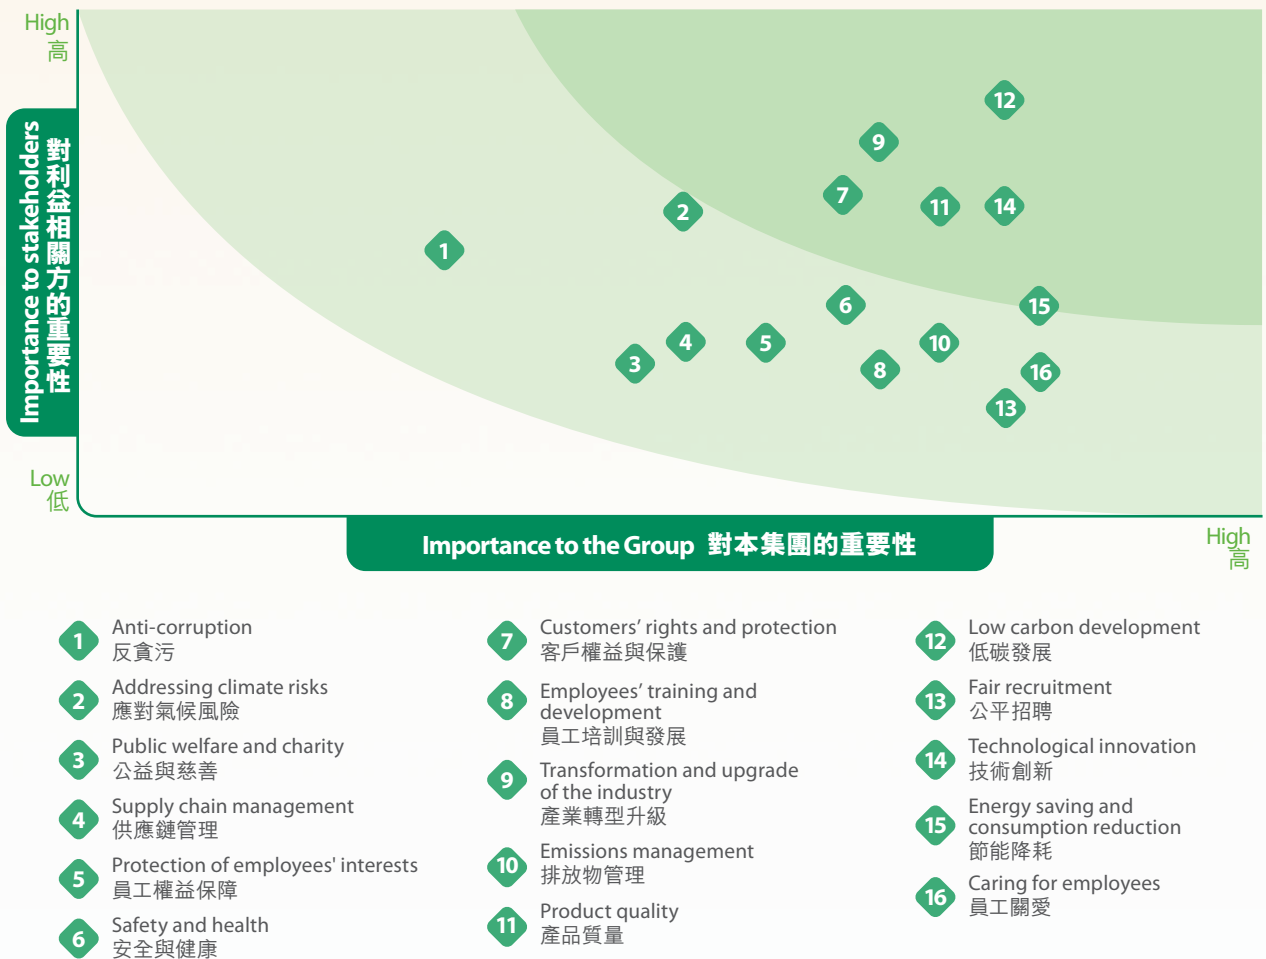 High
高
Importance to stakeholders
對利益相關方的重要性
Low
低
12
9
7
11
14
2
1
6
15
4
5
10
3
8
16
13
Importance to the Group 對本集團的重要性
High
高
1
Anti-corruption
反貪污
2
Addressing climate risks
應對氣候風險
3
Public welfare and charity
公益與慈善
4
Supply chain management
供應鏈管理
5
Protection of employees' interests
員工權益保障
6
Safety and health
安全與健康
7
Customers’ rights and protection
客戶權益與保護
8
Employees’ training and
development
員工培訓與發展
9
Transformation and upgrade
of the industry
產業轉型升級
10
Emissions management
排放物管理
11
Product quality
產品質量
12
Low carbon development
低碳發展
13
Fair recruitment
公平招聘
14
Technological innovation
技術創新
15
Energy saving and
consumption reduction
節能降耗
16
Caring for employees
員工關愛